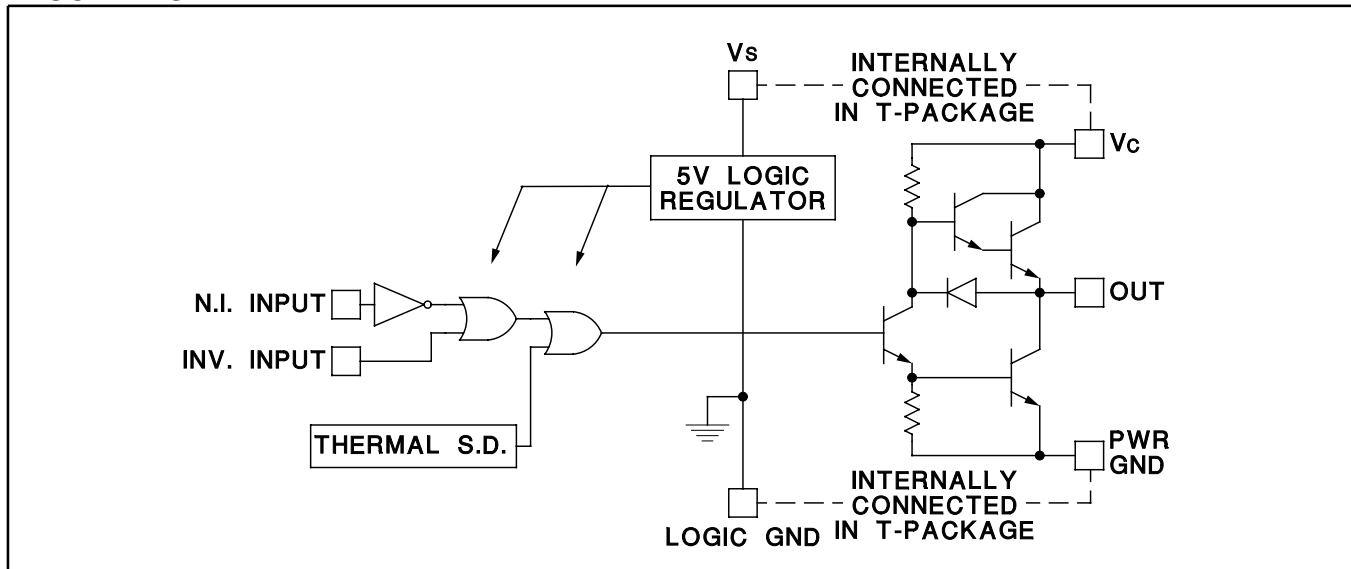 Vs
INTERNALLY
CONNECTED
IN T-PACKAGE
Vc
5V LOGIC
REGULATOR
N.I. INPUT
OUT
INV. INPUT
THERMAL S.D.
PWR
GND
INTERNALLY
CONNECTED
IN T-PACKAGE
LOGIC GND